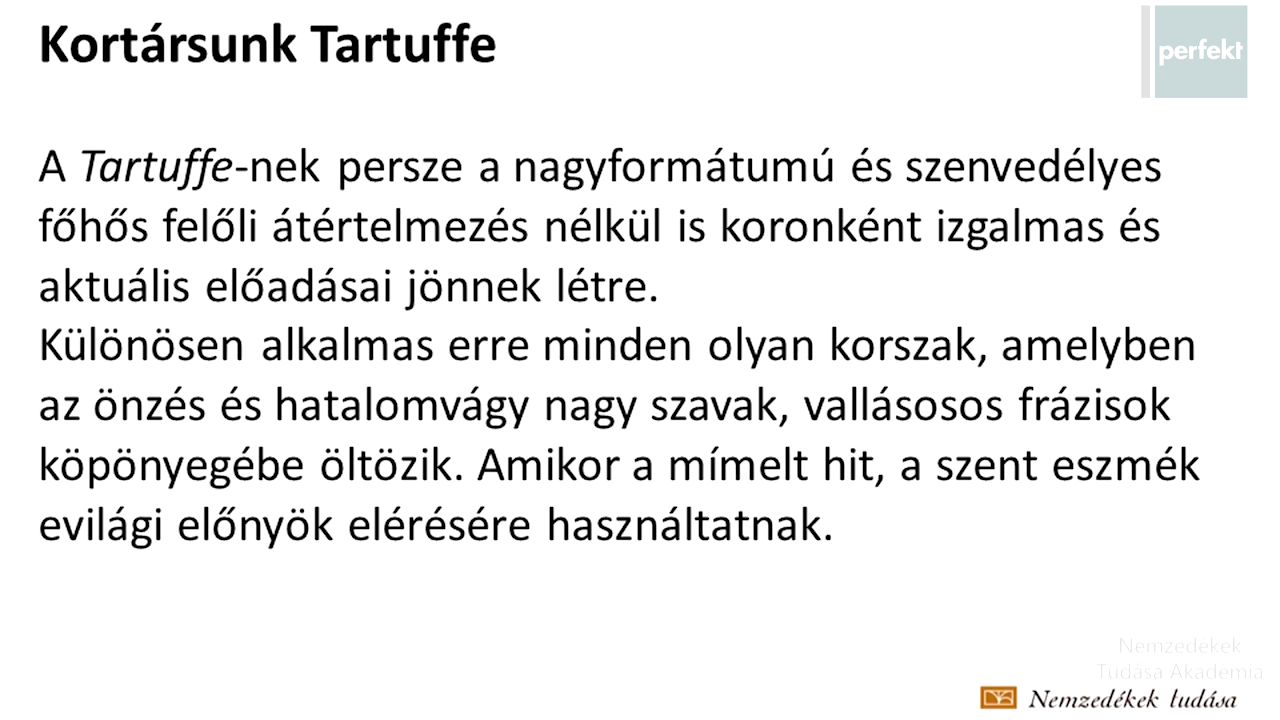 Kortársunk Tartuffe
perfekt
A Tartuffe-nek persze a nagyformátumú és szenvedélyes
főhős felőli átértelmezés nélkül is koronként izgalmas és
aktuális előadásai jönnek létre.
Különösen alkalmas erre minden olyan korszak, amelyben
az önzés és hatalomvágy nagy szavak, vallásosos frázisok
köpönyegébe öltözik. Amikor a mímelt hit, a szent eszmék
evilági előnyök elérésére használtatnak.
Nemzedékek
Tudása Akadémia
Nemzedékek tudása